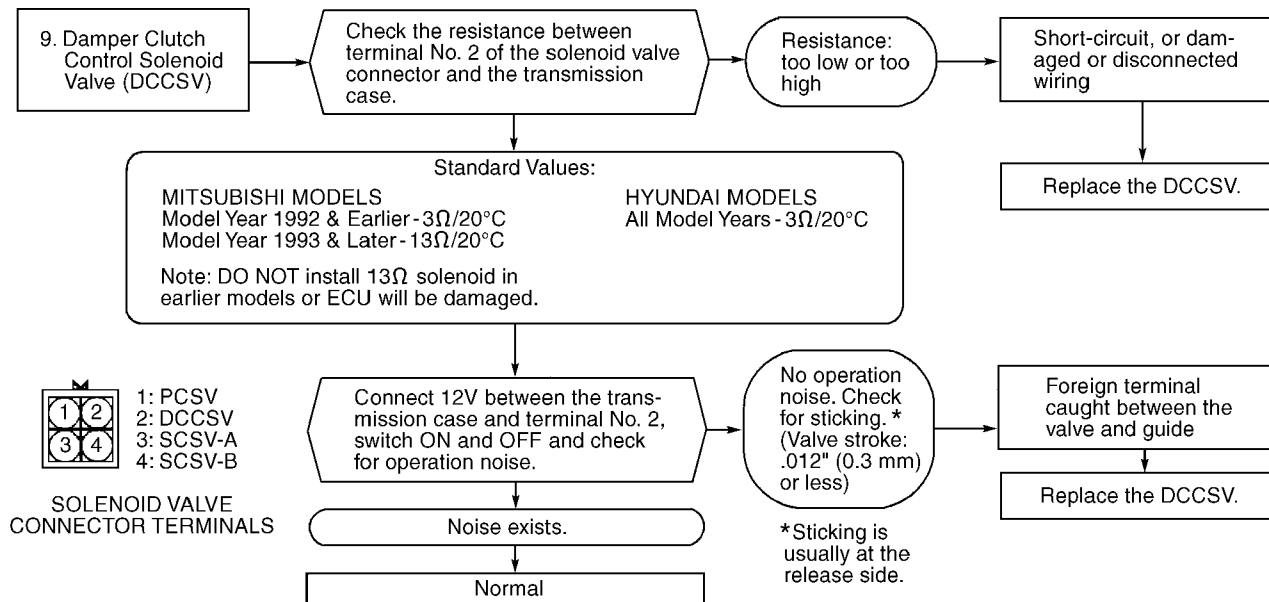 9. Damper Clutch
Control Solenoid
Valve (DCCSV)
Check the resistance between
terminal No. 2 of the solenoid valve
connector and the transmission
case.
Resistance:
too low or too
high
Short-circuit, or dam-
aged or disconnected
wiring
Replace the DCCSV.
Standard Values:
MITSUBISHI MODELS
Model Year 1992 & Earlier - 3Ω/20°C
Model Year 1993 & Later - 13Ω/20°C
HYUNDAI MODELS
All Model Years - 3Ω/20°C
Note: DO NOT install 13Ω solenoid in
earlier models or ECU will be damaged.
1 2
3 4
1: PCSV
2: DCCSV
3: SCSV-A
4: SCSV-B
SOLENOID VALVE
CONNECTOR TERMINALS
Connect 12V between the trans-
mission case and terminal No. 2,
switch ON and OFF and check
for operation noise.
No operation
noise. Check
for sticking. *
(Valve stroke:
.012" (0.3 mm)
or less)
Foreign terminal
caught between the
valve and guide
Replace the DCCSV.
Noise exists.
Normal
*Sticking is
usually at the
release side.